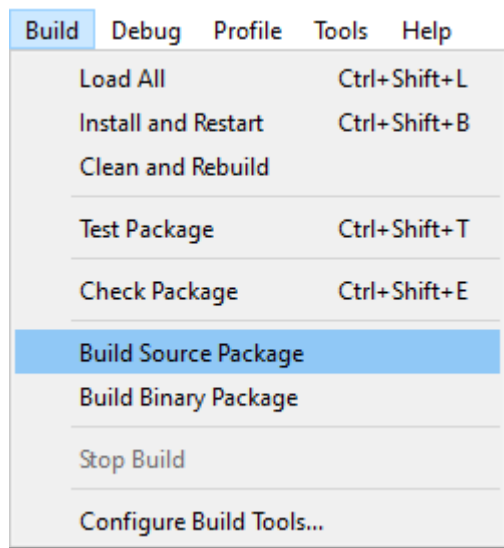 Build Debug Profile Tools Help
Load All Ctrl+Shift+L
Install and Restart Ctrl+Shift+B
Clean and Rebuild
Test Package Ctrl+Shift+T
Check Package Ctrl+Shift+E
Build Source Package
Build Binary Package
Stop Build
Configure Build Tools...